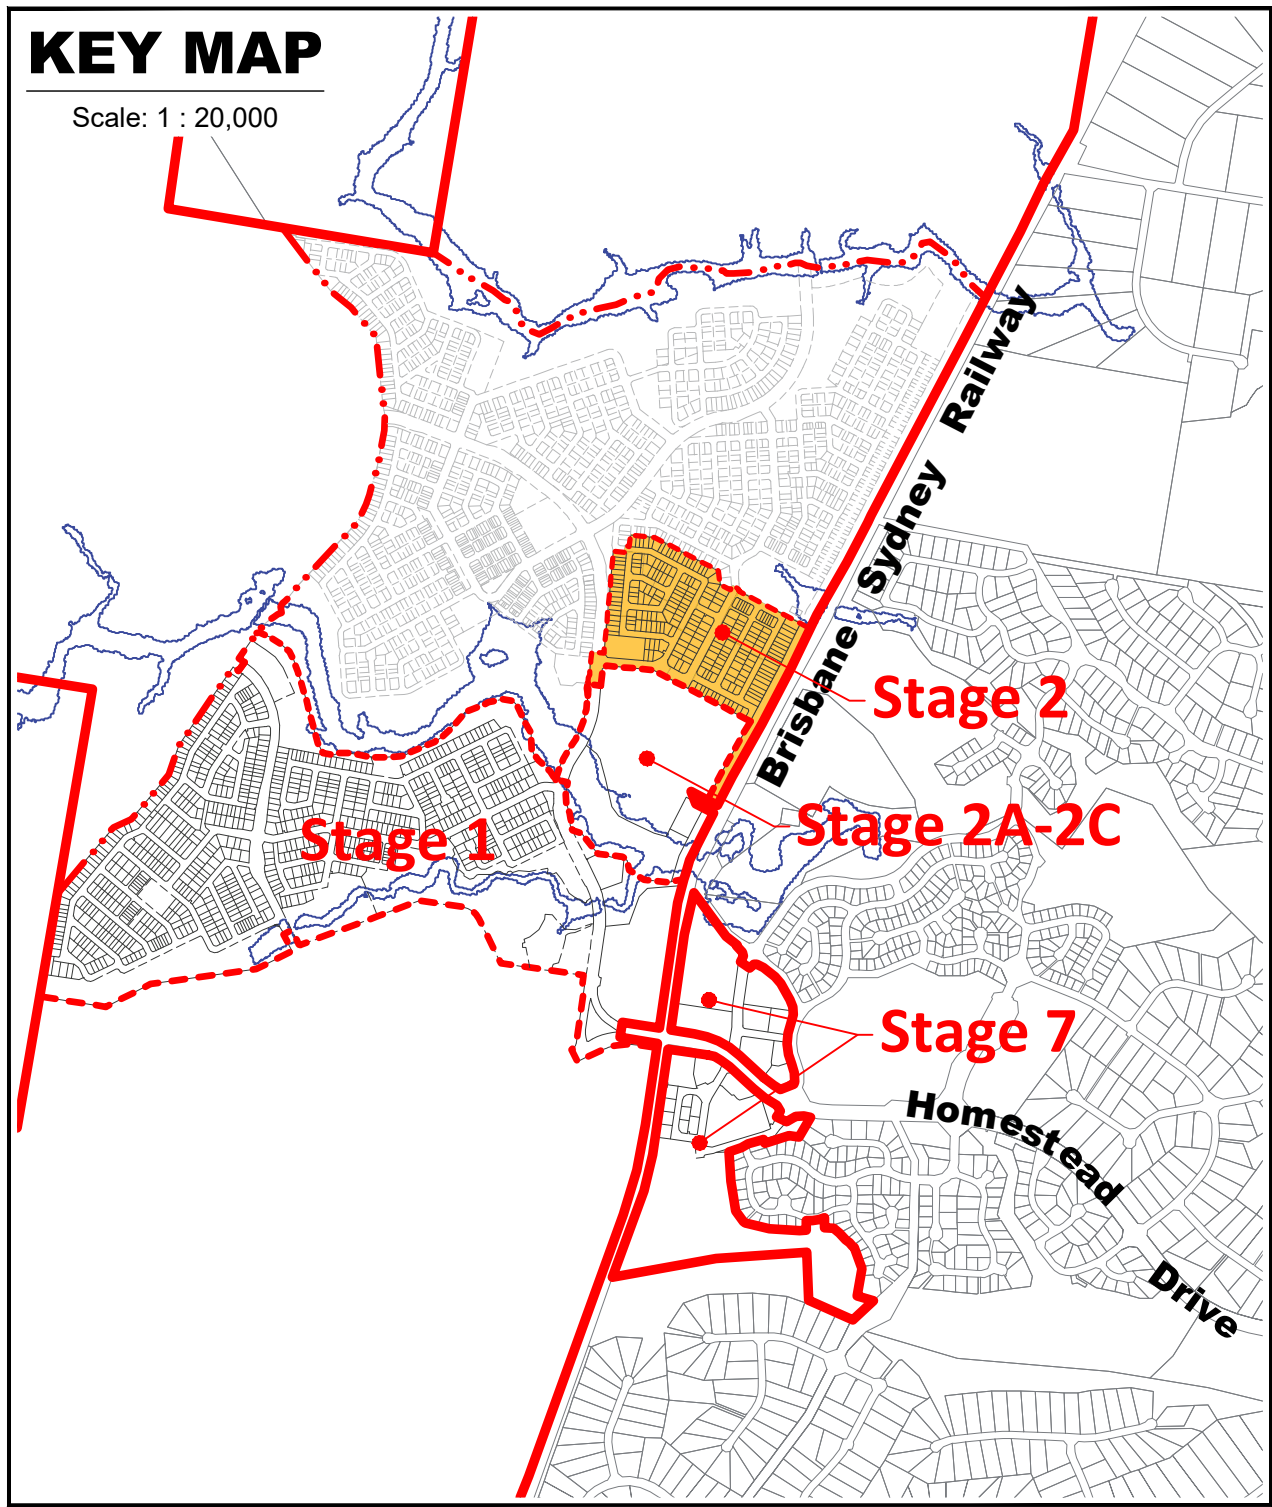 KEY MAP
Scale: 1 : 20,000
Brisbane Sydney Railway
Stage 2
Stage 2A-2C
Stage 1
Stage 7
Homestead Drive